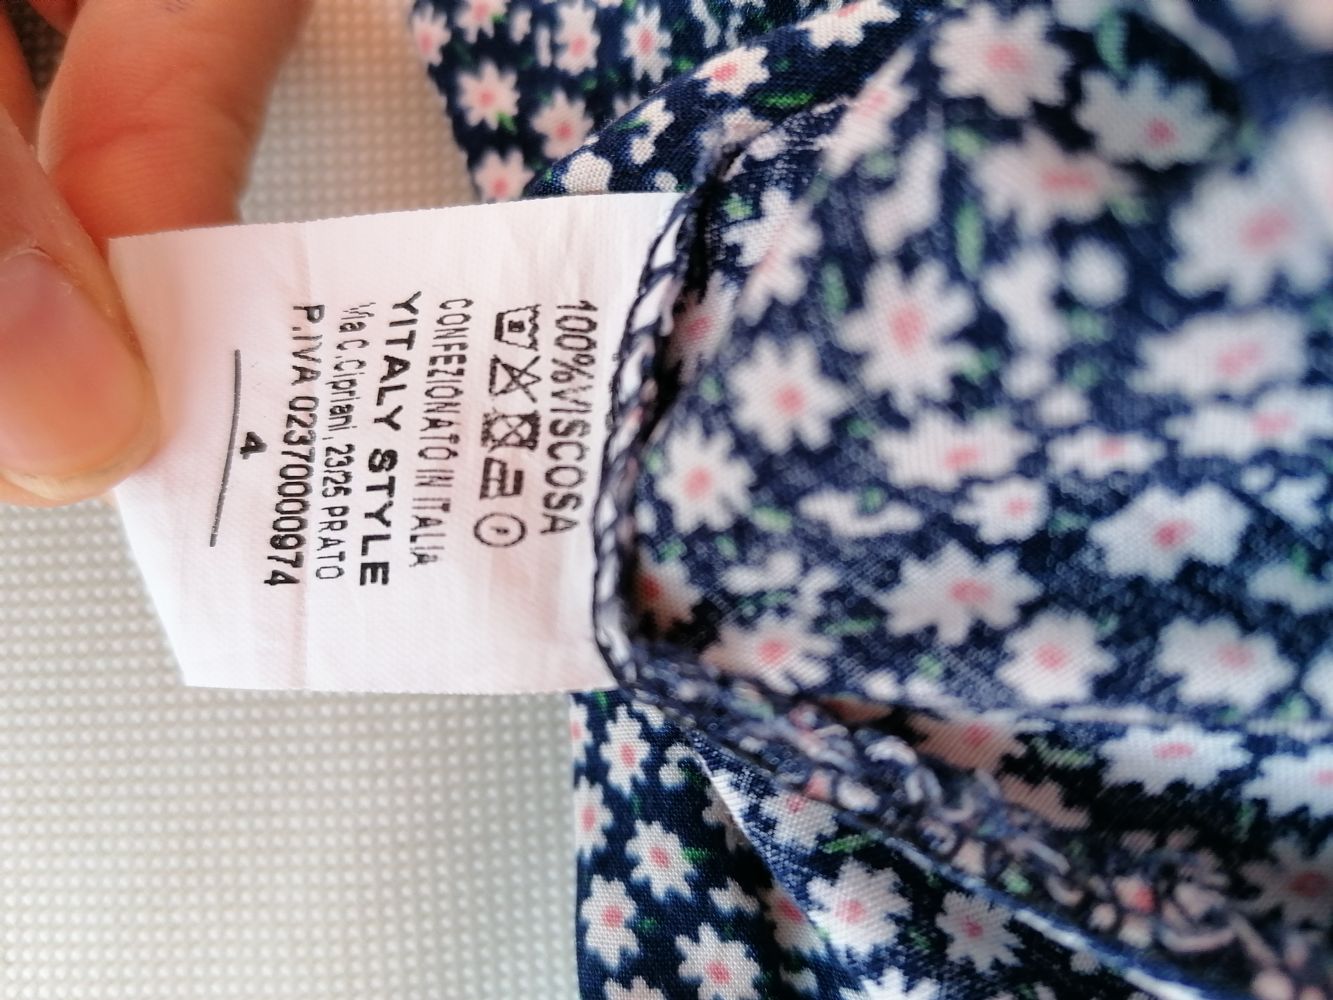 100%VISCOSA
CONFEZIONATO IN ITALIA
YITALY STYLE
Via C.Cipriani, 23/25 PRATO
P.IVA 02370000974
4